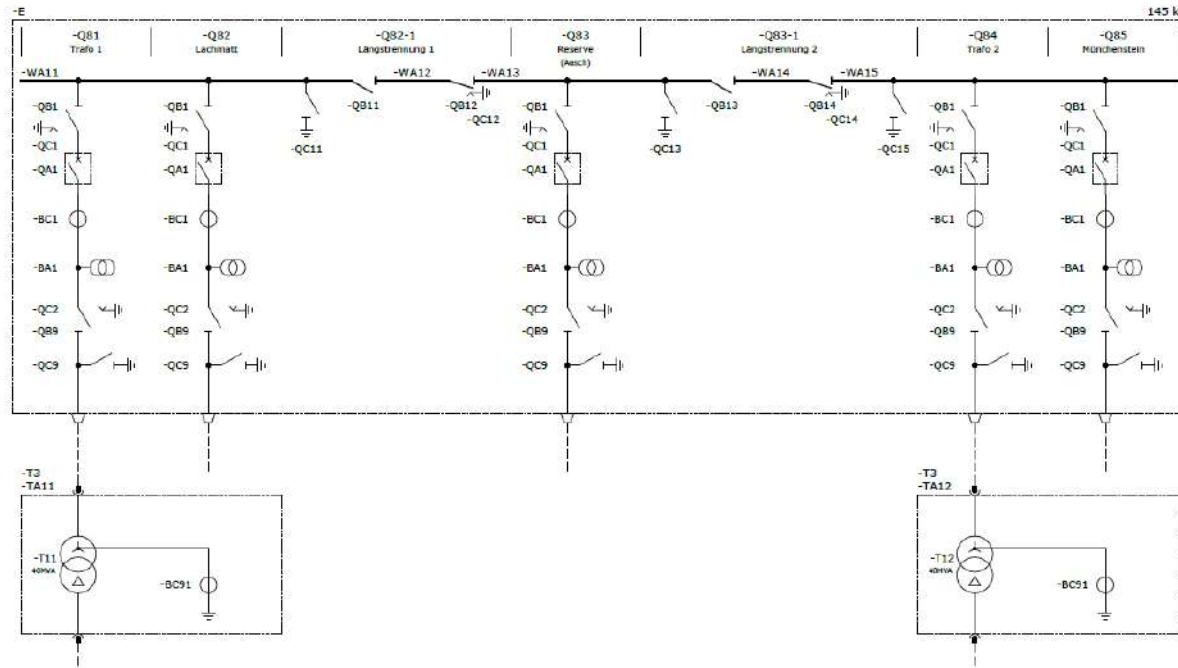 -E
145 k
-Q81
Trafo 1
-Q82
Lachmatt
-Q82-1
Längstrennung 1
-Q83
Reserve
(Aesch)
-Q83-1
Längstrennung 2
-Q84
Trafo 2
-Q85
Münchenstein
-WA11
-WA12
-WA13
-WA14
-WA15
-QB1
-QB1
-QB11
-QB12
-QB1
-QB13
-QB14
-QB1
-QB1
-QC12
-QC14
-QC1
-QC1
-QC11
-QC1
-QC13
-QC15
-QC1
-QC1
-QA1
-QA1
-QA1
-QA1
-QA1
-BC1
-BC1
-BC1
-BC1
-BC1
-BA1
-BA1
-BA1
-BA1
-BA1
-QC2
-QC2
-QC2
-QC2
-QC2
-QB9
-QB9
-QB9
-QB9
-QB9
-QC9
-QC9
-QC9
-QC9
-QC9
-T3
-TA11
-T3
-TA12
-T11
40MVA
-BC91
-T12
40MVA
-BC91